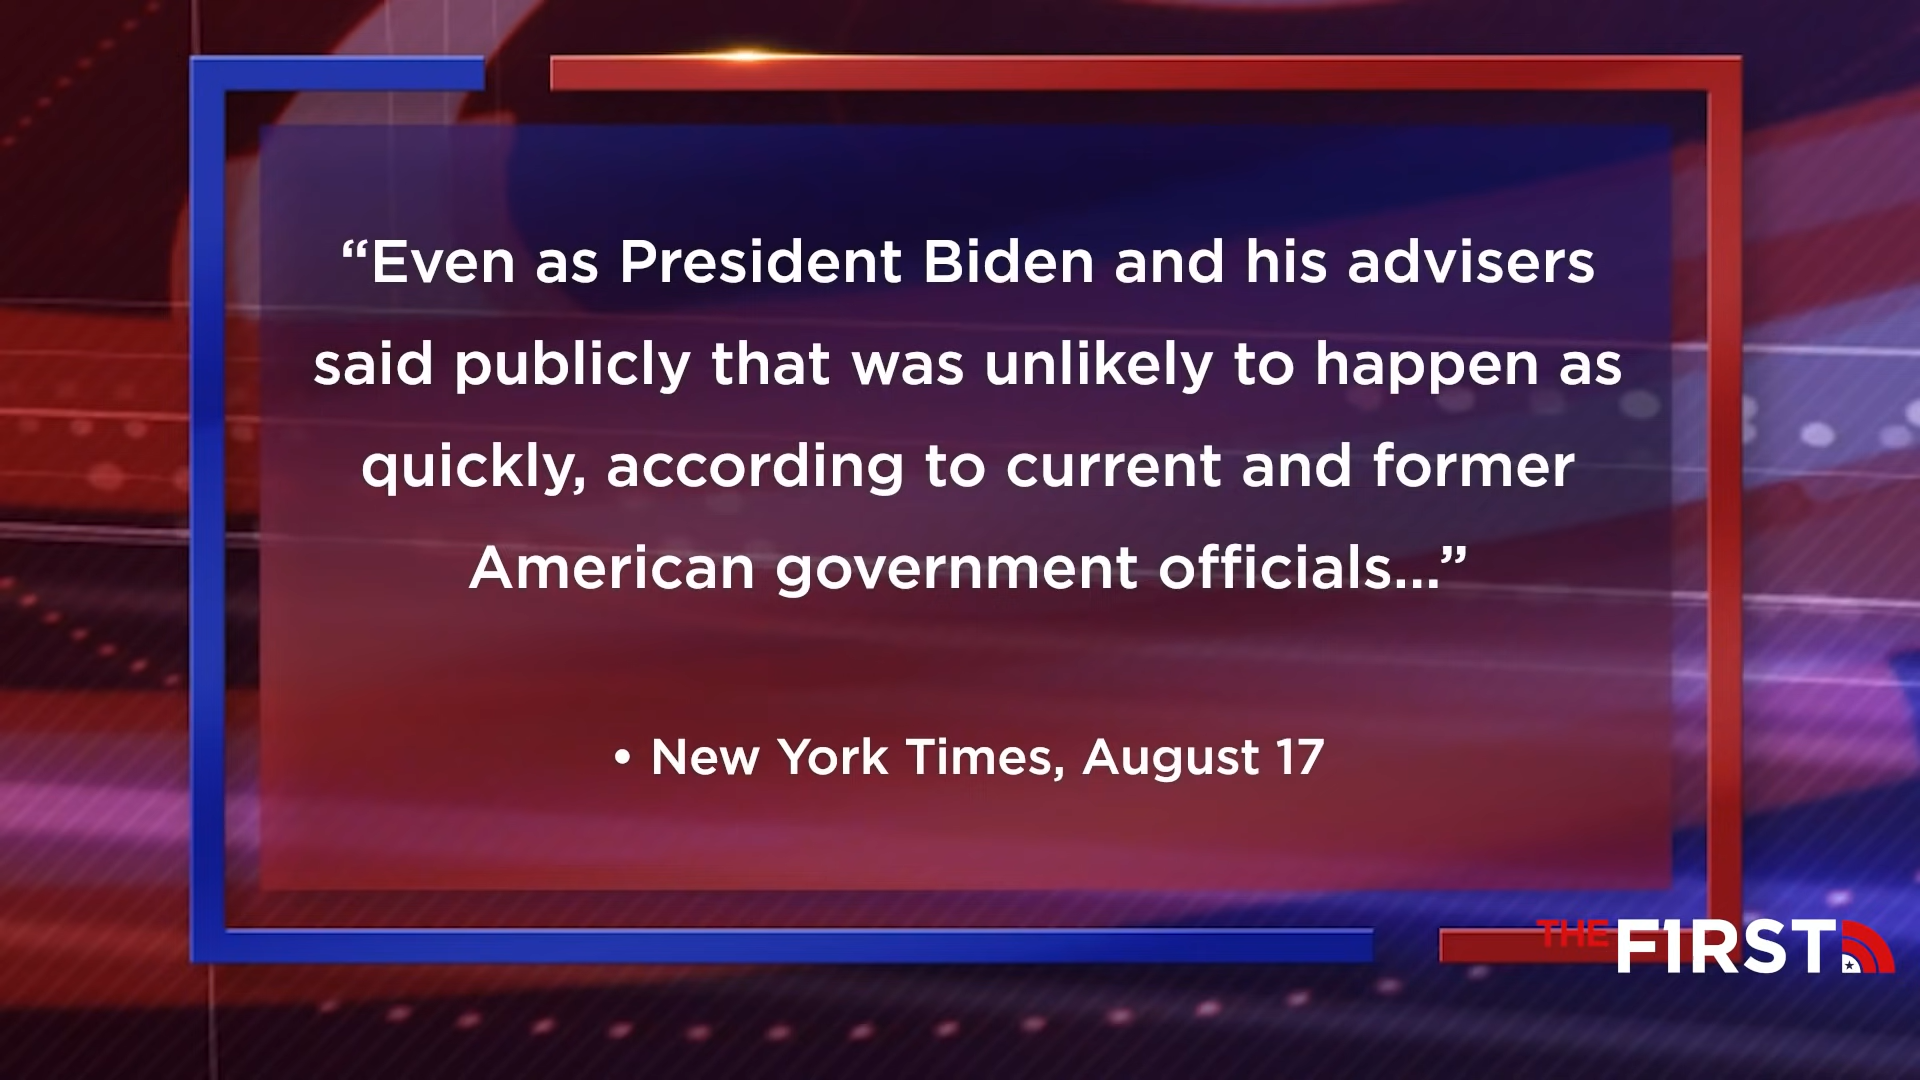 “Even as President Biden and his advisers
said publicly that was unlikely to happen as
quickly, according to current and former
American government officials...”
• New York Times, August 17
THE FIRST